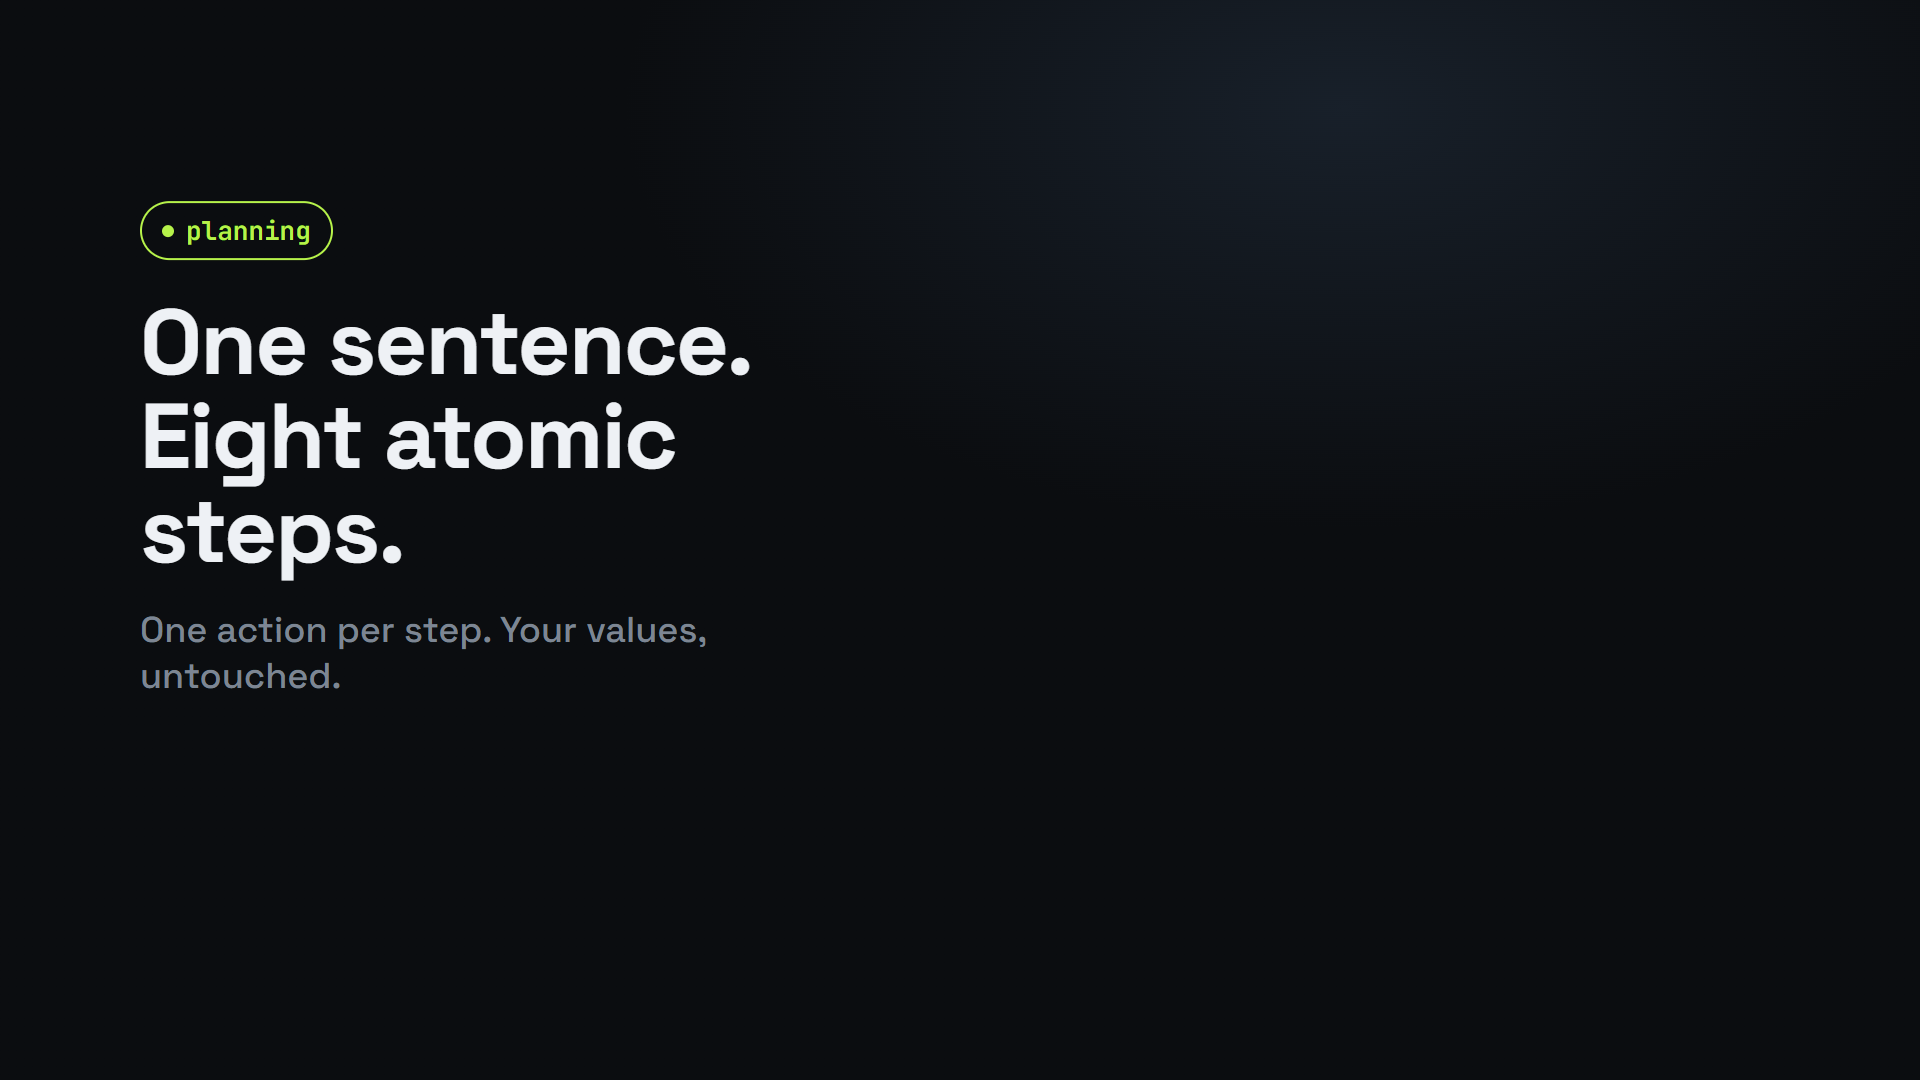 planning
One sentence.
Eight atomic
steps.
One action per step. Your values,
untouched.